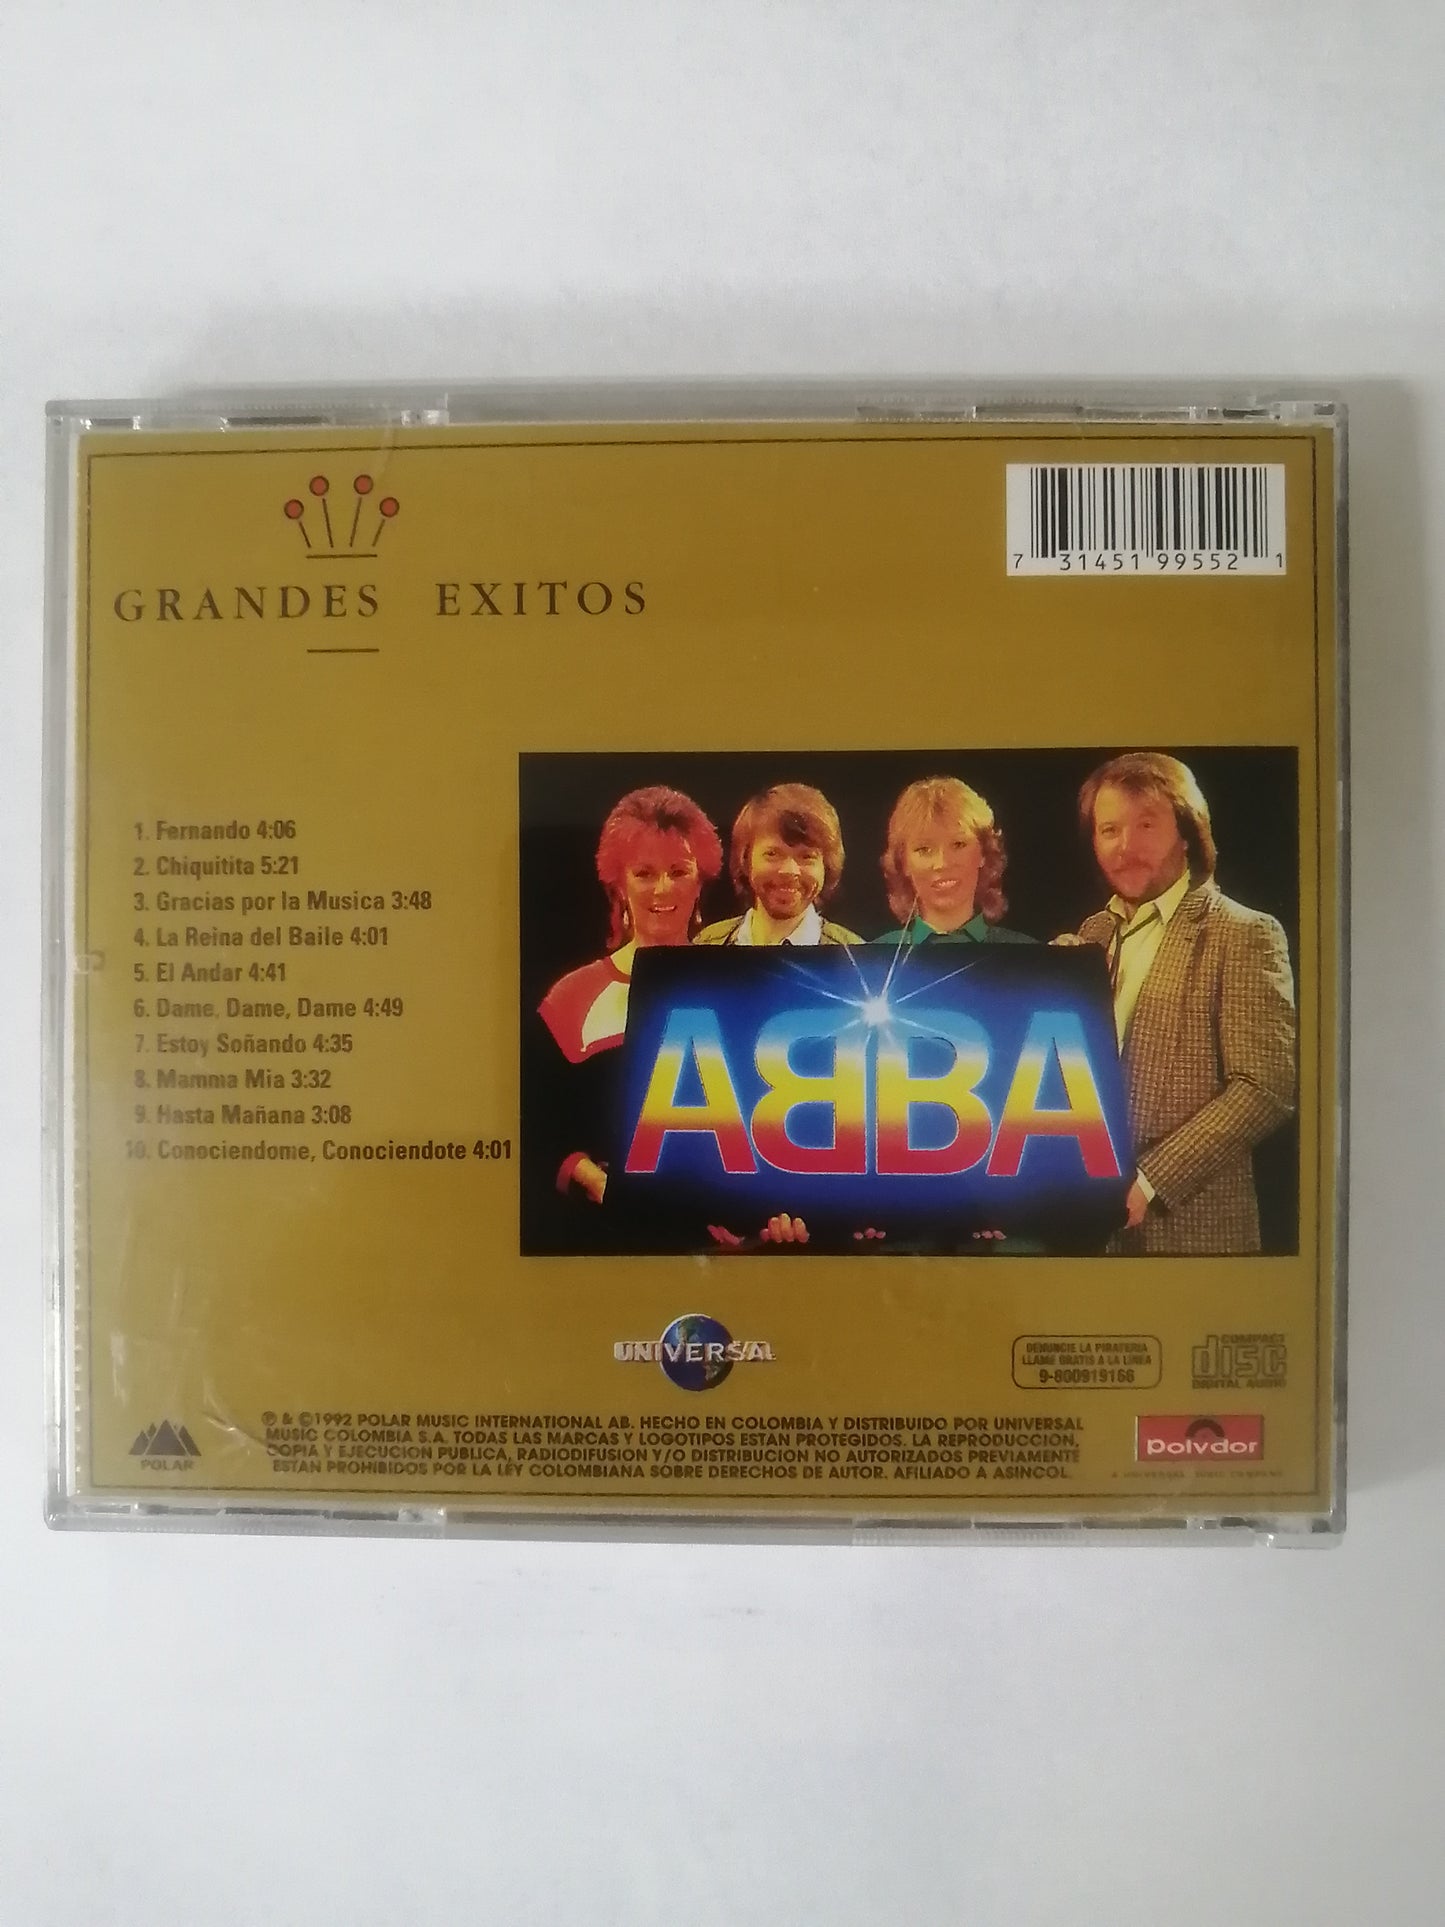 7 31451 99552 1
GRANDES EXITOS
1. Fernando 4:06
2. Chiquitita 5:21
3. Gracias por la Musica 3:48
4. La Reina del Baile 4:01
5. El Andar 4:41
6. Dame, Dame, Dame 4:49
7. Estoy Soñando 4:35
8. Mamma Mia 3:32
9. Hasta Mañana 3:08
10. Conociendome, Conociendote 4:01
ABBA
UNIVERSAL
DENUNCIE LA PIRATERIA
LLAME GRATIS A LA LINEA
9-800919166
COMPACT
disc
DIGITAL AUDIO
POLAR
℗ & ©1992 POLAR MUSIC INTERNATIONAL AB. HECHO EN COLOMBIA Y DISTRIBUIDO POR UNIVERSAL
MUSIC COLOMBIA S.A. TODAS LAS MARCAS Y LOGOTIPOS ESTAN PROTEGIDOS. LA REPRODUCCION,
COPIA Y EJECUCION PUBLICA, RADIODIFUSION Y/O DISTRIBUCION NO AUTORIZADOS PREVIAMENTE
ESTAN PROHIBIDOS POR LA LEY COLOMBIANA SOBRE DERECHOS DE AUTOR. AFILIADO A ASINCOL.
polydor
A UNIVERSAL MUSIC COMPANY